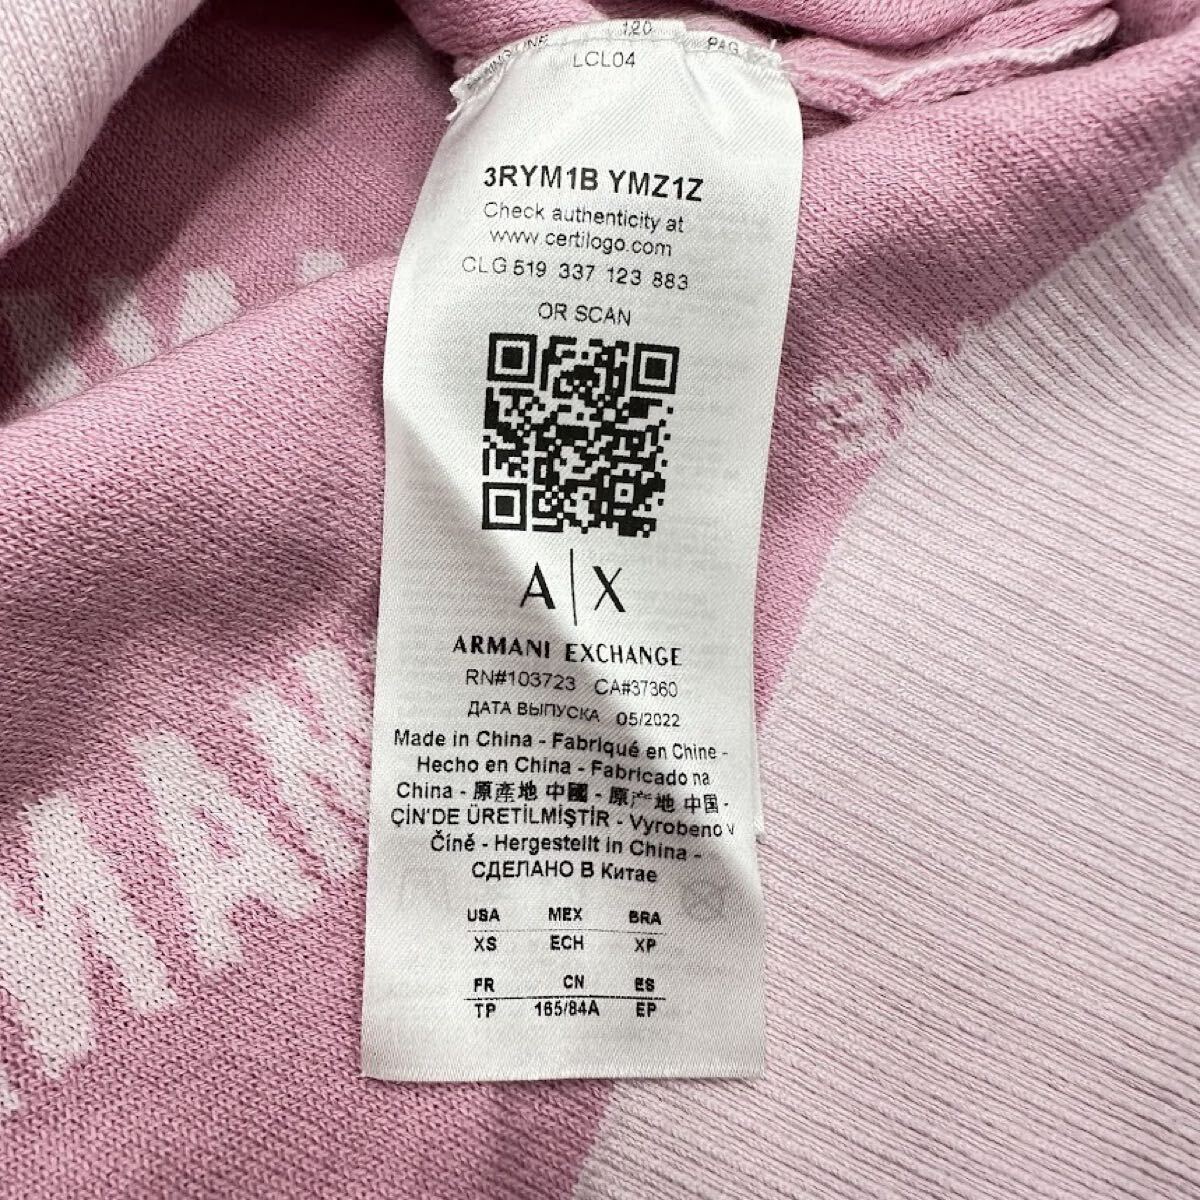 120
PAG
LCL04
3RYM1B YMZ1Z
Check authenticity at
www.certilogo.com
CLG 519 337 123 883
OR SCAN
A|X
ARMANI EXCHANGE
RN#103723 CA#37360
ДАТА ВЫПУСКА 05/2022
Made in China - Fabriqué en Chine -
Hecho en China - Fabricado na
China - 原產地 中國 - 原产地 中国 -
ÇİN'DE ÜRETİLMİŞTİR - Vyrobeno v
Číně - Hergestellt in China -
СДЕЛАНО В Китае
USA MEX BRA
XS ECH XP
FR CN ES
TP 165/84A EP
MAN